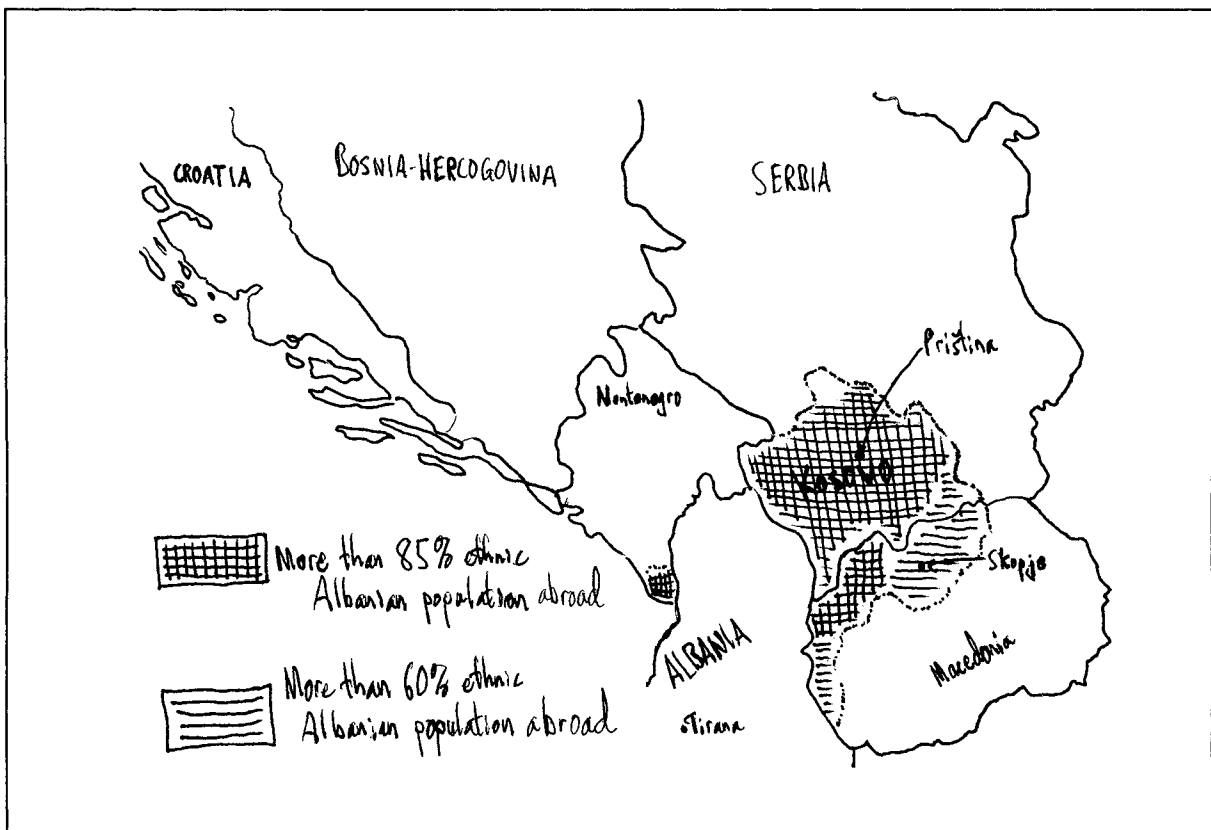 CROATIA
BOSNIA-HERCOGOVINA
SERBIA
Priština
Montenegro
Kosovo
More than 85% ethnic
Albanian population abroad
Skopje
ALBANIA
Macedonia
More than 60% ethnic
Albanian population abroad
Tirana